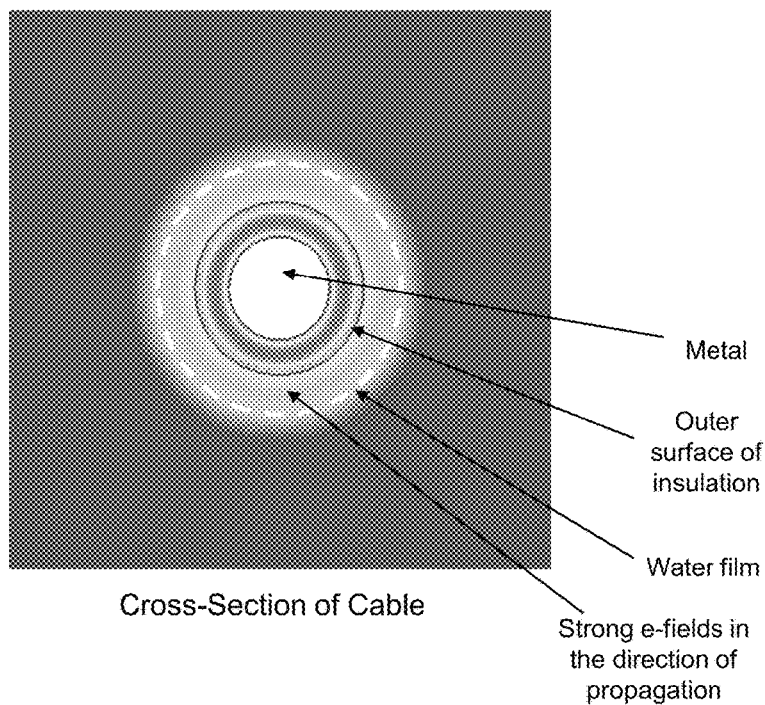 Metal
Outer
surface of
insulation
Water film
Cross-Section of Cable
Strong e-fields in
the direction of
propagation